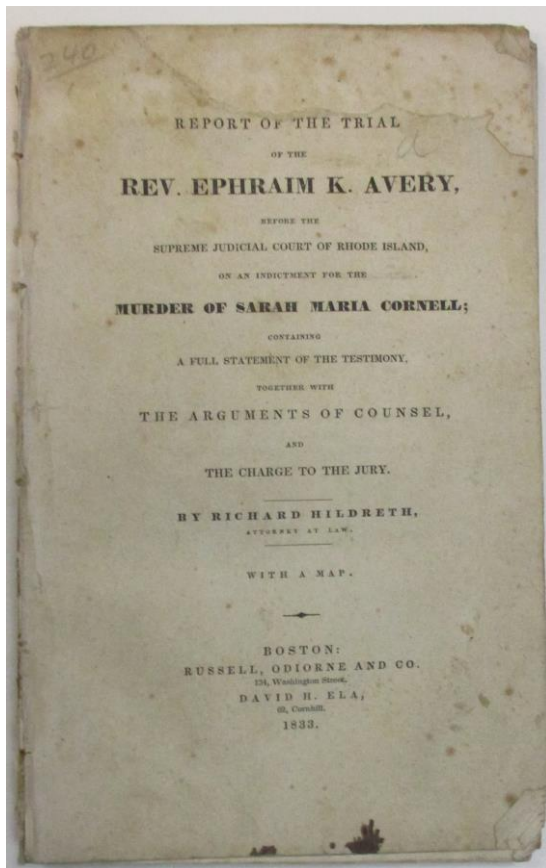 240
REPORT OF THE TRIAL
OF THE
REV. EPHRAIM K. AVERY,
BEFORE THE
SUPREME JUDICIAL COURT OF RHODE ISLAND,
ON AN INDICTMENT FOR THE
MURDER OF SARAH MARIA CORNELL;
CONTAINING
A FULL STATEMENT OF THE TESTIMONY,
TOGETHER WITH
THE ARGUMENTS OF COUNSEL,
AND
THE CHARGE TO THE JURY.
BY RICHARD HILDRETH,
ATTORNEY AT LAW.
WITH A MAP.
BOSTON:
RUSSELL, ODIORNE AND CO.
134, Washington Street.
DAVID H. ELA,
Cornhill.
1833.